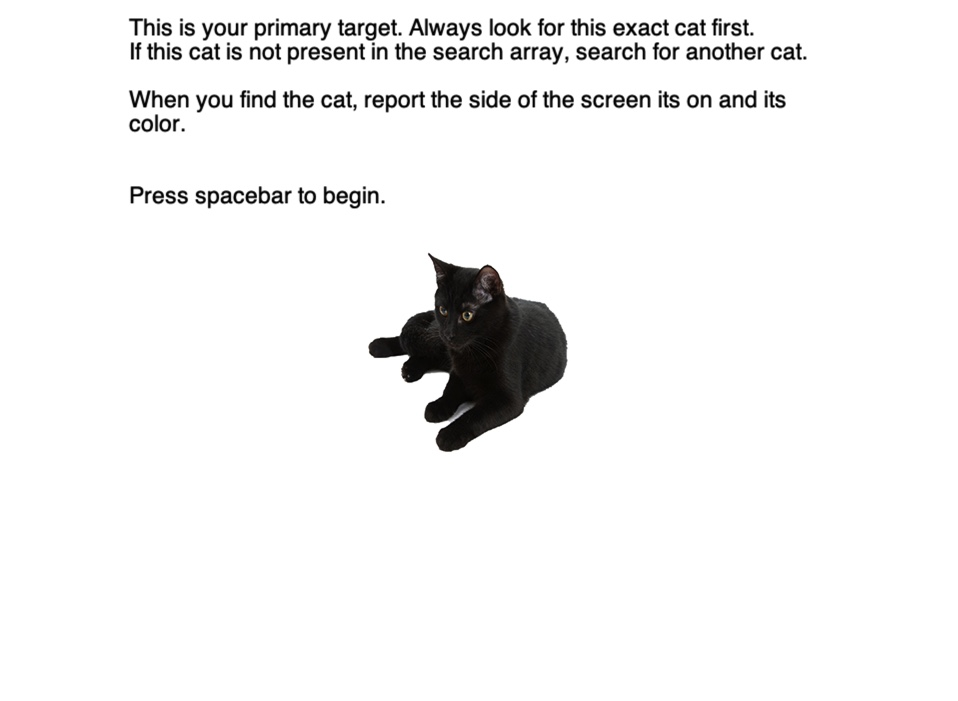 This is your primary target. Always look for this exact cat first.
If this cat is not present in the search array, search for another cat.
When you find the cat, report the side of the screen its on and its
color.
Press spacebar to begin.